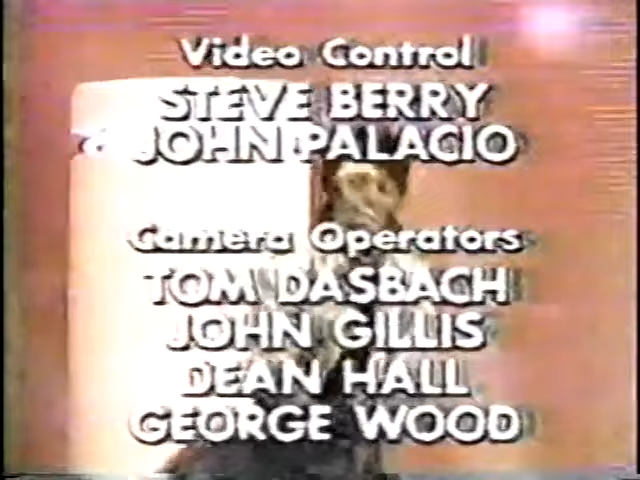 Video Control
STEVE BERRY
& JOHN PALACIO
Camera Operators
TOM DASBACH
JOHN GILLIS
DEAN HALL
GEORGE WOOD